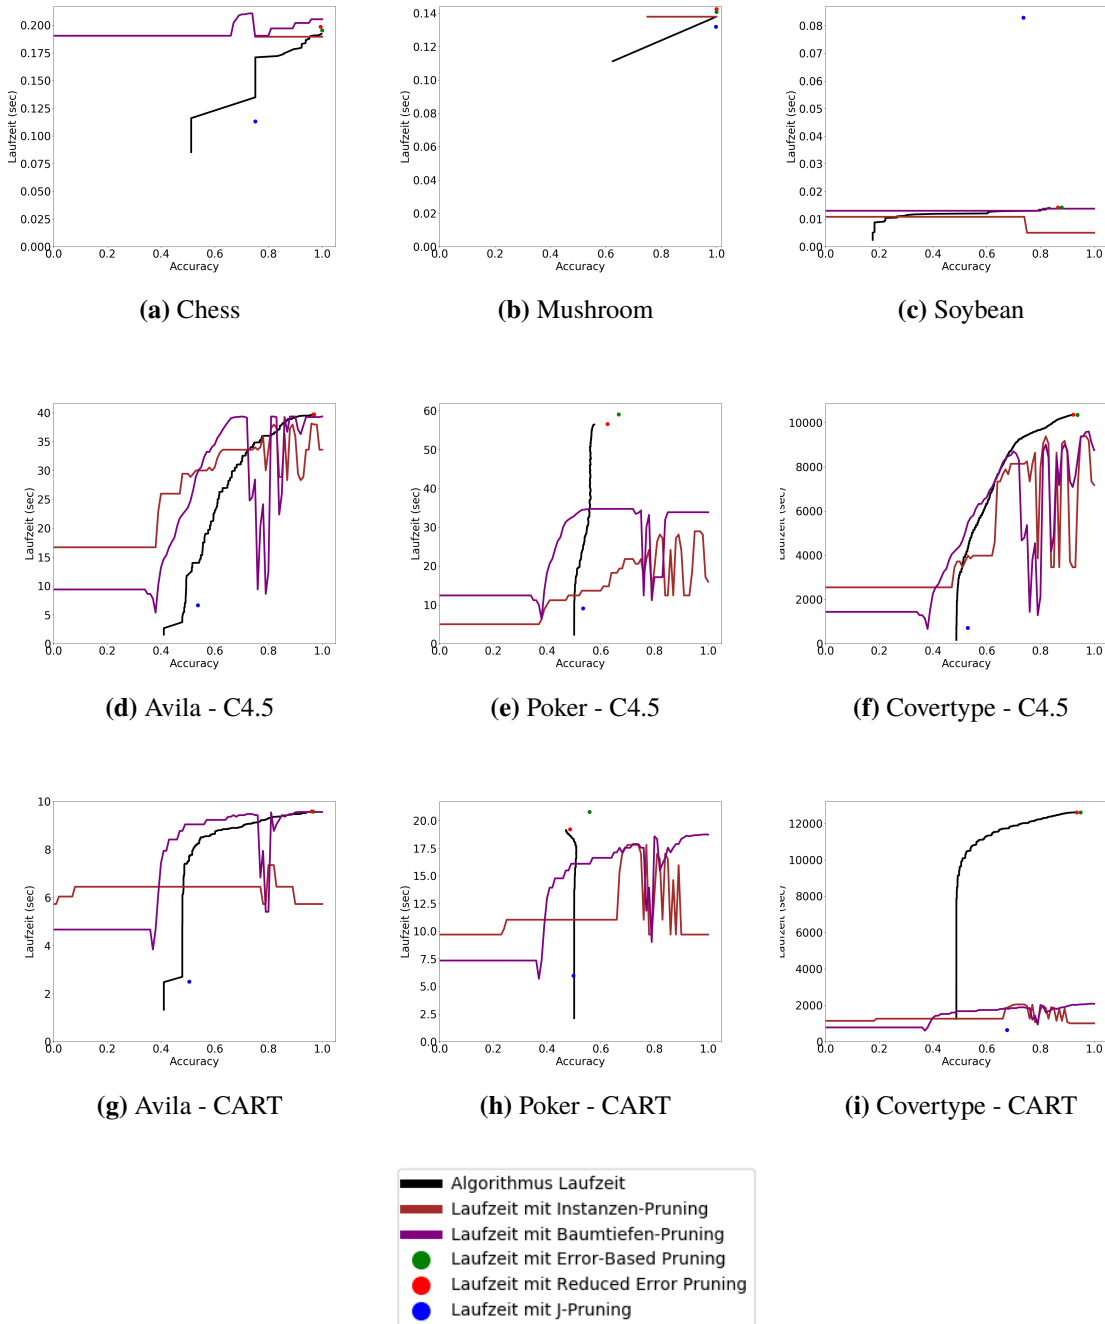 0.200
0.175
0.150
0.125
0.100
0.075
0.050
0.025
0.000
Laufzeit (sec)
0.0 0.2 0.4 0.6 0.8 1.0
Accuracy
(a) Chess
0.14
0.12
0.10
0.08
0.06
0.04
0.02
0.00
Laufzeit (sec)
0.0 0.2 0.4 0.6 0.8 1.0
Accuracy
(b) Mushroom
0.08
0.07
0.06
0.05
0.04
0.03
0.02
0.01
0.00
Laufzeit (sec)
0.0 0.2 0.4 0.6 0.8 1.0
Accuracy
(c) Soybean
40
35
30
25
20
15
10
5
0
Laufzeit (sec)
0.0 0.2 0.4 0.6 0.8 1.0
Accuracy
(d) Avila - C4.5
60
50
40
30
20
10
0
Laufzeit (sec)
0.0 0.2 0.4 0.6 0.8 1.0
Accuracy
(e) Poker - C4.5
10000
8000
6000
4000
2000
0
Laufzeit (sec)
0.0 0.2 0.4 0.6 0.8 1.0
Accuracy
(f) Covertype - C4.5
10
8
6
4
2
0
Laufzeit (sec)
0.0 0.2 0.4 0.6 0.8 1.0
Accuracy
(g) Avila - CART
20.0
17.5
15.0
12.5
10.0
7.5
5.0
2.5
0.0
Laufzeit (sec)
0.0 0.2 0.4 0.6 0.8 1.0
Accuracy
(h) Poker - CART
12000
10000
8000
6000
4000
2000
0
Laufzeit (sec)
0.0 0.2 0.4 0.6 0.8 1.0
Accuracy
(i) Covertype - CART
Algorithmus Laufzeit
Laufzeit mit Instanzen-Pruning
Laufzeit mit Baumtiefen-Pruning
Laufzeit mit Error-Based Pruning
Laufzeit mit Reduced Error Pruning
Laufzeit mit J-Pruning